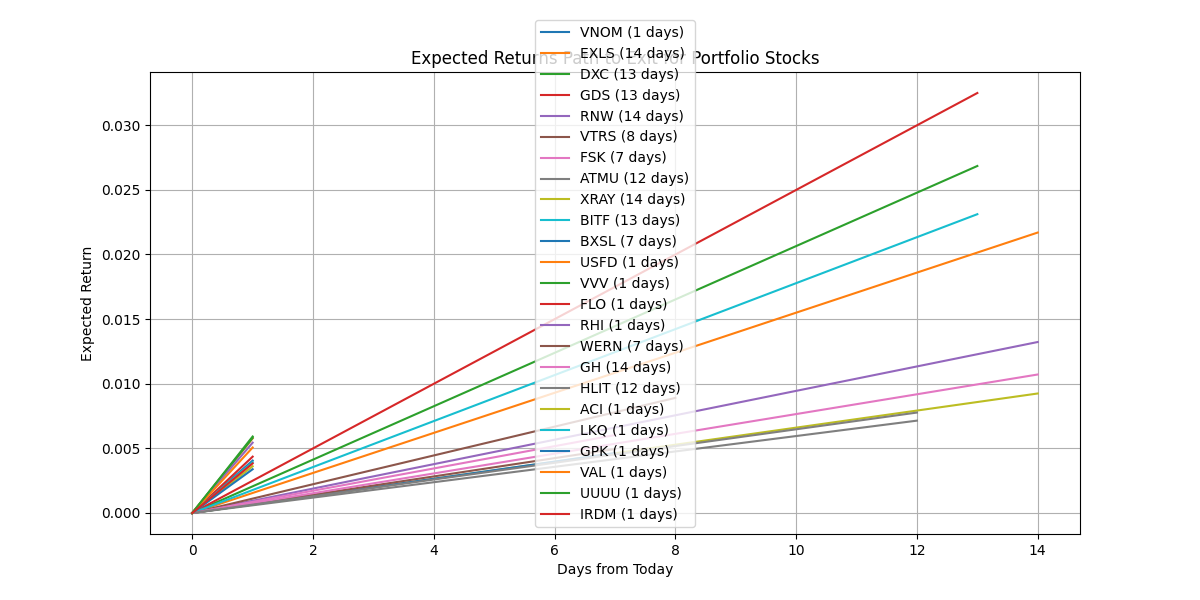 Expected Returns Path to Exit for Portfolio Stocks
VNOM (1 days)
EXLS (14 days)
DXC (13 days)
GDS (13 days)
RNW (14 days)
VTRS (8 days)
FSK (7 days)
ATMU (12 days)
XRAY (14 days)
BITF (13 days)
BXSL (7 days)
USFD (1 days)
VVV (1 days)
FLO (1 days)
RHI (1 days)
WERN (7 days)
GH (14 days)
HLIT (12 days)
ACI (1 days)
LKQ (1 days)
GPK (1 days)
VAL (1 days)
UUUU (1 days)
IRDM (1 days)
Expected Return
0.030
0.025
0.020
0.015
0.010
0.005
0.000
0 2 4 6 8 10 12 14
Days from Today